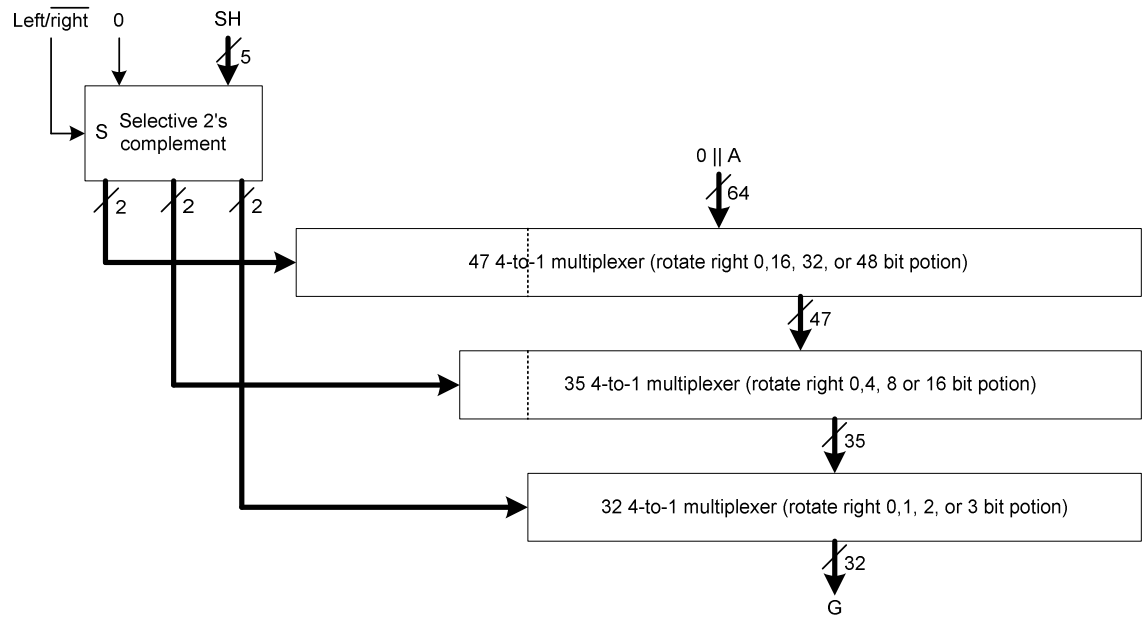 Left/right 0 SH
5
S Selective 2's
complement
0 || A
2 2 2 64
47 4-to-1 multiplexer (rotate right 0,16, 32, or 48 bit potion)
47
35 4-to-1 multiplexer (rotate right 0,4, 8 or 16 bit potion)
35
32 4-to-1 multiplexer (rotate right 0,1, 2, or 3 bit potion)
32
G